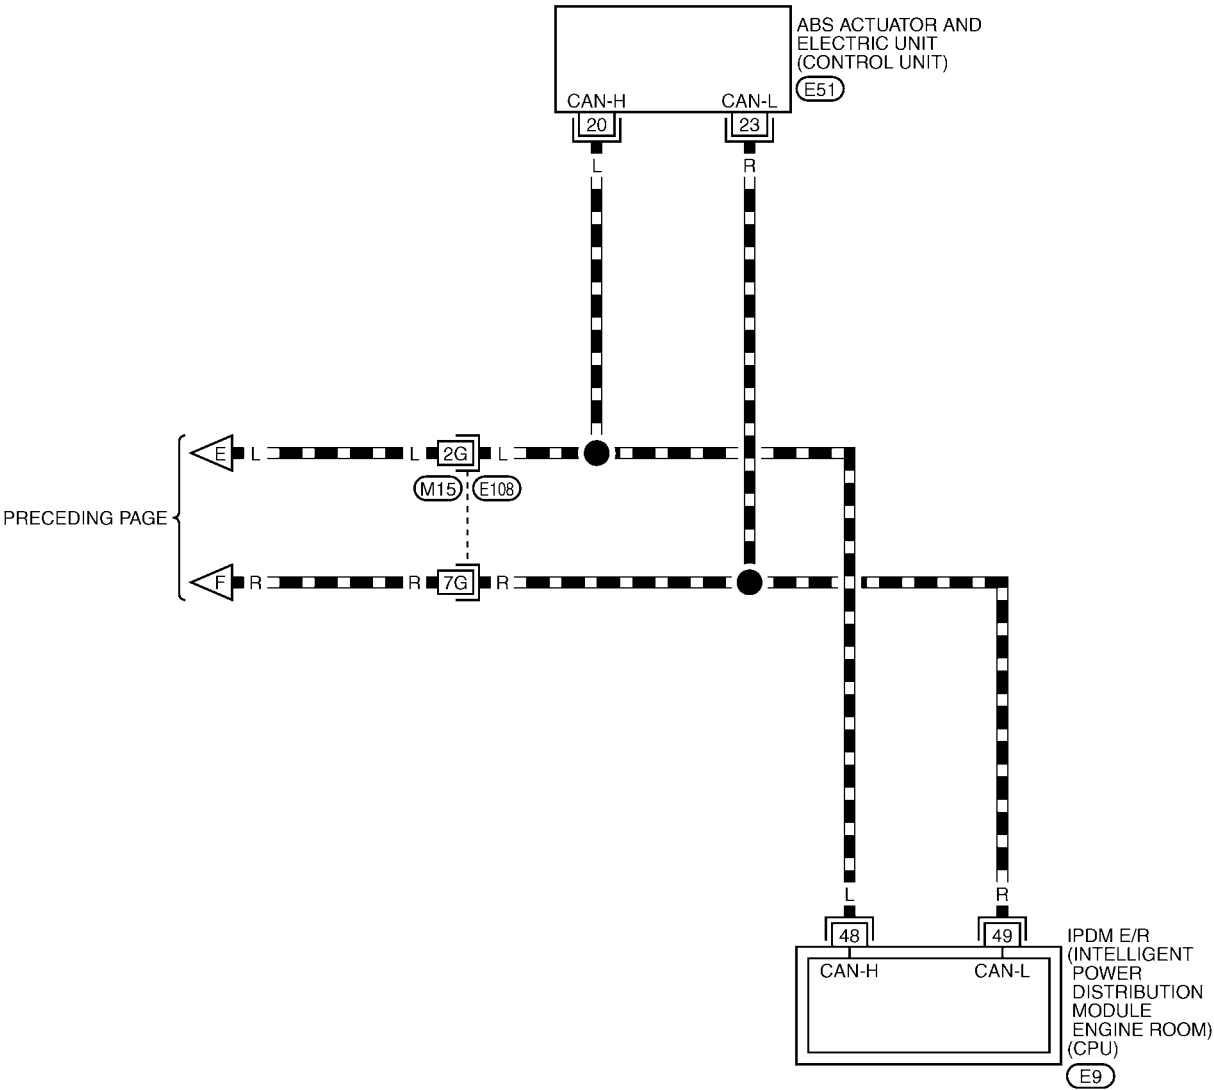 ABS ACTUATOR AND
ELECTRIC UNIT
(CONTROL UNIT)
E51
CAN-H CAN-L
20 23
L R
E L L 2G L
M15 E108
PRECEDING PAGE
F R R 7G R
L R
48 49
CAN-H CAN-L
IPDM E/R
(INTELLIGENT
POWER
DISTRIBUTION
MODULE
ENGINE ROOM)
(CPU)
E9